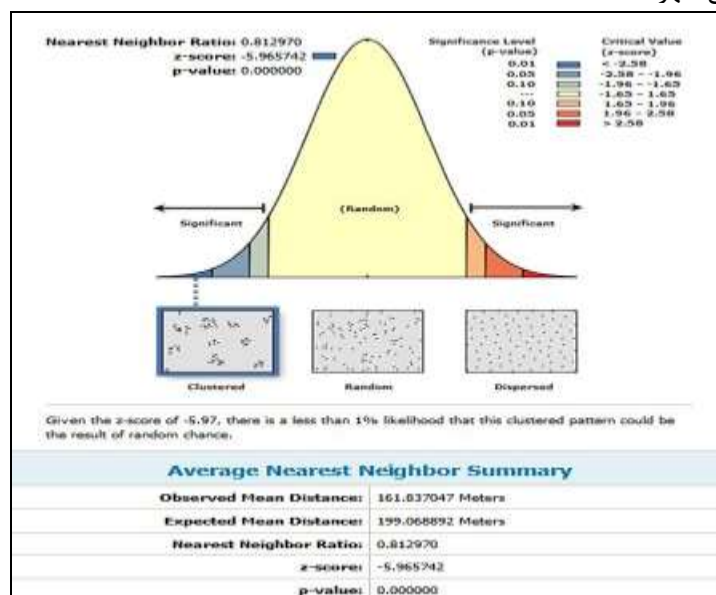 Nearest Neighbor Ratio: 0.812970
z-score: -5.965742
p-value: 0.000000
Significance Level
(p-value)
Critical Value
(z-score)
0.01 < -2.58
0.05 -2.58 - -1.96
0.10 -1.96 - -1.65
... -1.65 - 1.65
0.10 1.65 - 1.96
0.05 1.96 - 2.58
0.01 > 2.58
(Random)
Significant
Significant
Clustered
Random
Dispersed
Given the z-score of -5.97, there is a less than 1% likelihood that this clustered pattern could be
the result of random chance.
Average Nearest Neighbor Summary
Observed Mean Distance: 161.837047 Meters
Expected Mean Distance: 199.068892 Meters
Nearest Neighbor Ratio: 0.812970
z-score: -5.965742
p-value: 0.000000